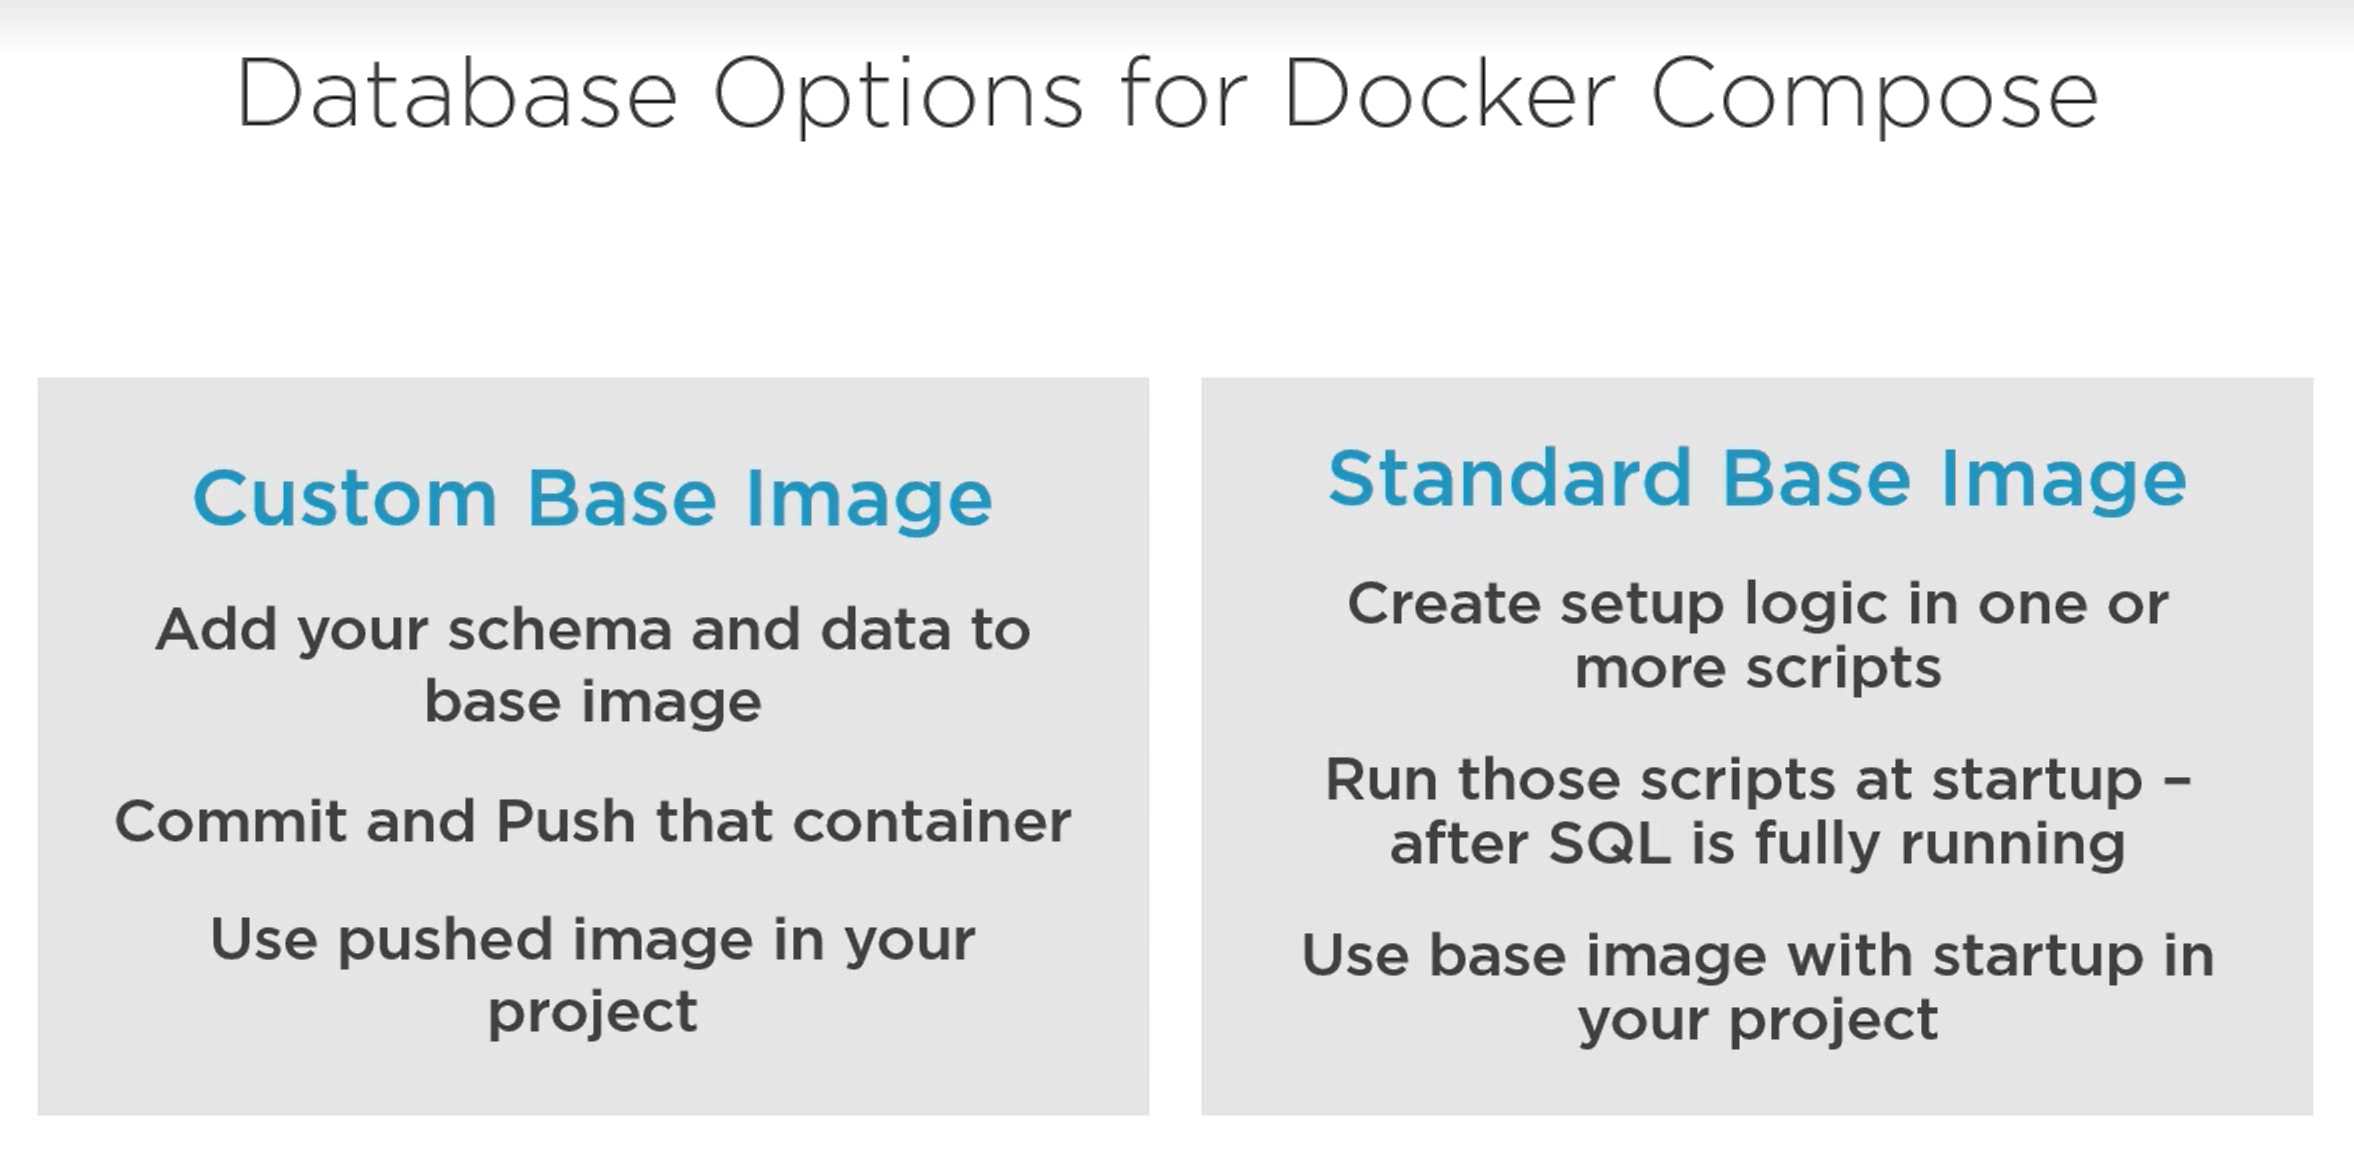 Database Options for Docker Compose
Custom Base Image
Add your schema and data to
base image
Commit and Push that container
Use pushed image in your
project
Standard Base Image
Create setup logic in one or
more scripts
Run those scripts at startup –
after SQL is fully running
Use base image with startup in
your project